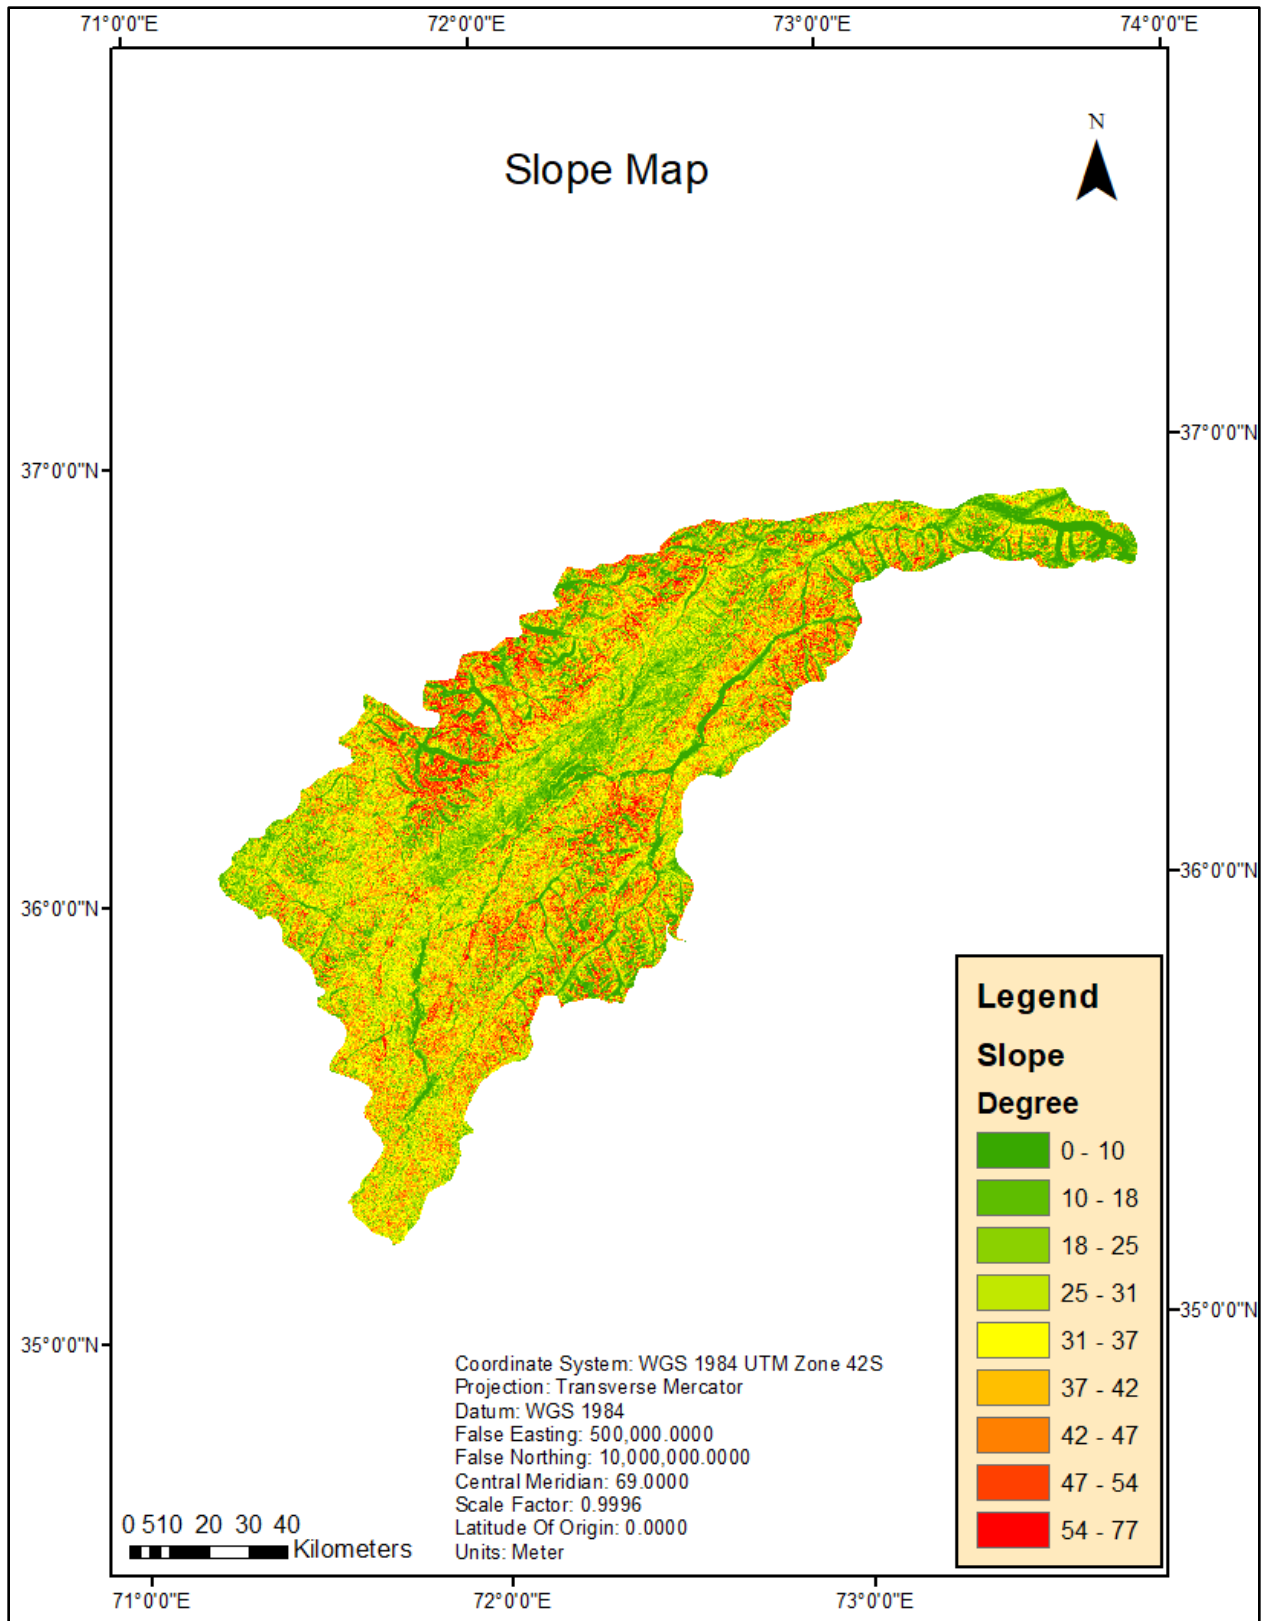 71°0'0"E 72°0'0"E 73°0'0"E 74°0'0"E
N
Slope Map
37°0'0"N
37°0'0"N
36°0'0"N
36°0'0"N
Legend
Slope
Degree
0 - 10
10 - 18
18 - 25
25 - 31
31 - 37
37 - 42
42 - 47
47 - 54
54 - 77
35°0'0"N
35°0'0"N
Coordinate System: WGS 1984 UTM Zone 42S
Projection: Transverse Mercator
Datum: WGS 1984
False Easting: 500,000.0000
False Northing: 10,000,000.0000
Central Meridian: 69.0000
Scale Factor: 0.9996
Latitude Of Origin: 0.0000
Units: Meter
0 5 10 20 30 40
Kilometers
71°0'0"E 72°0'0"E 73°0'0"E